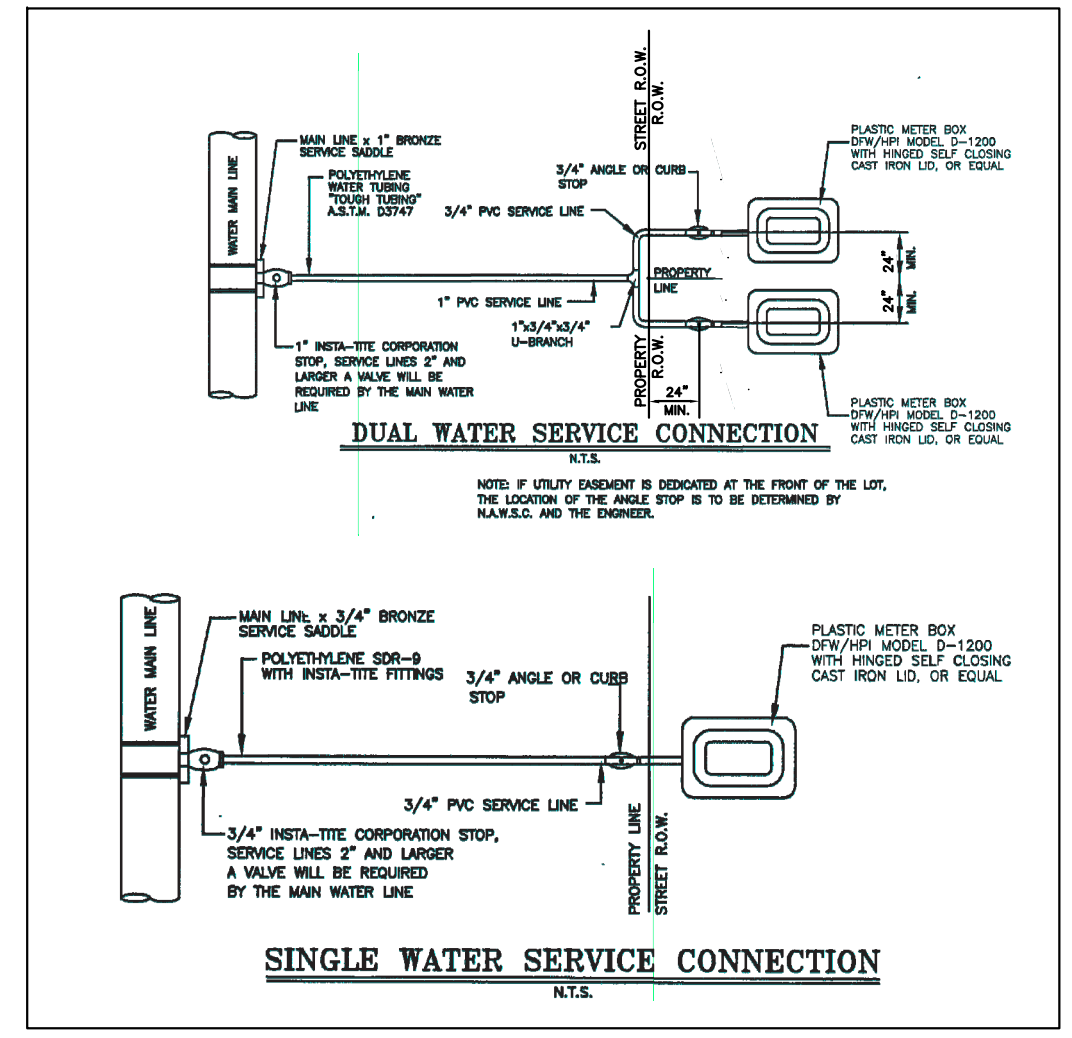 STREET R.O.W.
R.O.W.
MAIN LINE x 1" BRONZE
SERVICE SADDLE
WATER MAIN LINE
POLYETHYLENE
WATER TUBING
"TOUGH TUBING"
A.S.T.M. D3747
3/4" ANGLE OR CURB
STOP
3/4" PVC SERVICE LINE
PLASTIC METER BOX
DFW/HPI MODEL D-1200
WITH HINGED SELF CLOSING
CAST IRON LID, OR EQUAL
PROPERTY
LINE
24"
MIN.
24"
MIN.
1" PVC SERVICE LINE
1"x3/4"x3/4"
U-BRANCH
1" INSTA-TITE CORPORATION
STOP, SERVICE LINES 2" AND
LARGER A VALVE WILL BE
REQUIRED BY THE MAIN WATER
LINE
PROPERTY
R.O.W.
24"
MIN.
PLASTIC METER BOX
DFW/HPI MODEL D-1200
WITH HINGED SELF CLOSING
CAST IRON LID, OR EQUAL
DUAL WATER SERVICE CONNECTION
N.T.S.
NOTE: IF UTILITY EASEMENT IS DEDICATED AT THE FRONT OF THE LOT,
THE LOCATION OF THE ANGLE STOP IS TO BE DETERMINED BY
N.A.W.S.C. AND THE ENGINEER.
WATER MAIN LINE
MAIN LINE x 3/4" BRONZE
SERVICE SADDLE
POLYETHYLENE SDR-9
WITH INSTA-TITE FITTINGS
3/4" ANGLE OR CURB
STOP
PLASTIC METER BOX
DFW/HPI MODEL D-1200
WITH HINGED SELF CLOSING
CAST IRON LID, OR EQUAL
3/4" PVC SERVICE LINE
3/4" INSTA-TITE CORPORATION STOP,
SERVICE LINES 2" AND LARGER
A VALVE WILL BE REQUIRED
BY THE MAIN WATER LINE
PROPERTY LINE
STREET R.O.W.
SINGLE WATER SERVICE CONNECTION
N.T.S.